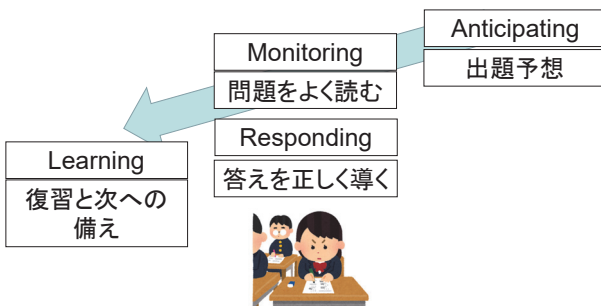 Anticipating
出題予想
Monitoring
問題をよく読む
Responding
答えを正しく導く
Learning
復習と次への
備え